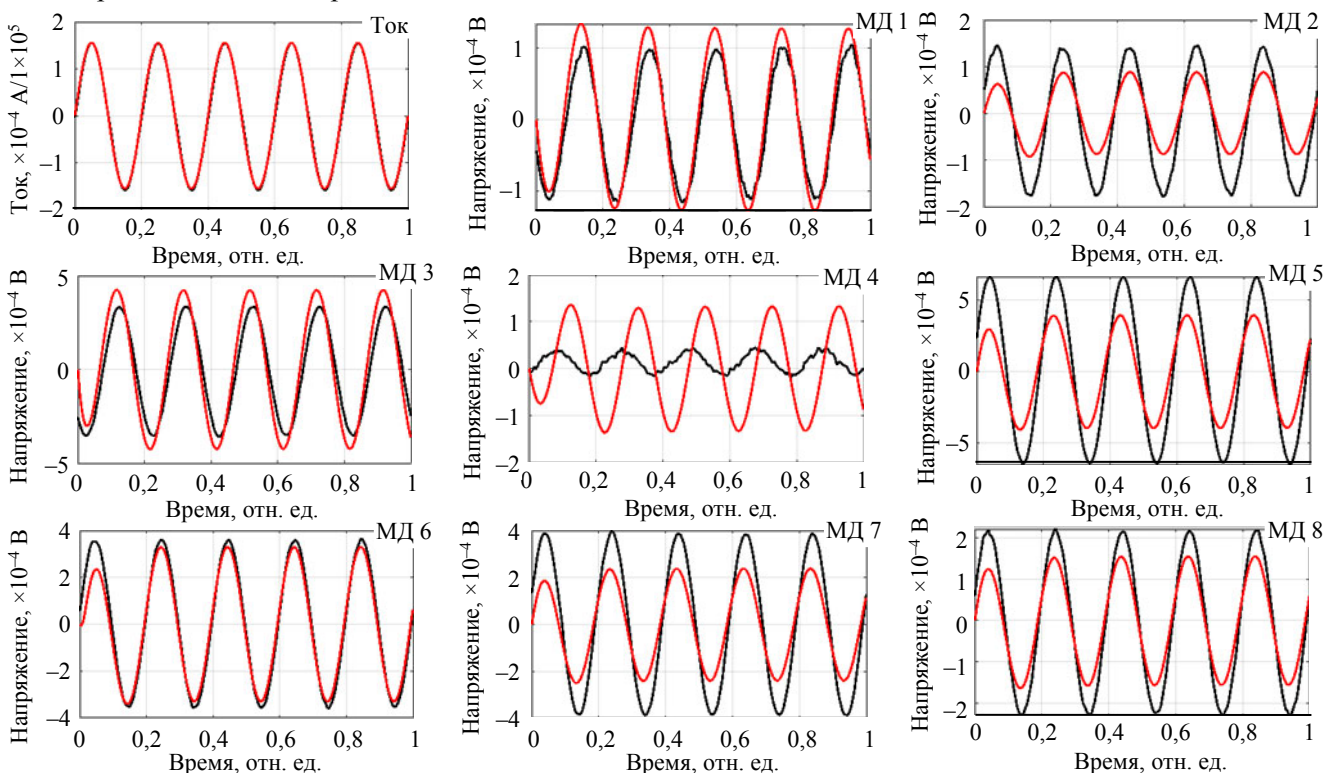 Ток
Ток, ×10⁻⁴ А/1×10⁵
2
1
0
−1
−2
0 0,2 0,4 0,6 0,8 1
Время, отн. ед.
МД 1
Напряжение, ×10⁻⁴ В
1
0
−1
0 0,2 0,4 0,6 0,8 1
Время, отн. ед.
МД 2
Напряжение, ×10⁻⁴ В
2
1
0
−1
−2
0 0,2 0,4 0,6 0,8 1
Время, отн. ед.
МД 3
Напряжение, ×10⁻⁴ В
5
0
−5
0 0,2 0,4 0,6 0,8 1
Время, отн. ед.
МД 4
Напряжение, ×10⁻⁴ В
2
1
0
−1
−2
0 0,2 0,4 0,6 0,8 1
Время, отн. ед.
МД 5
Напряжение, ×10⁻⁴ В
5
0
−5
0 0,2 0,4 0,6 0,8 1
Время, отн. ед.
МД 6
Напряжение, ×10⁻⁴ В
4
2
0
−2
−4
0 0,2 0,4 0,6 0,8 1
Время, отн. ед.
МД 7
Напряжение, ×10⁻⁴ В
4
2
0
−2
−4
0 0,2 0,4 0,6 0,8 1
Время, отн. ед.
МД 8
Напряжение, ×10⁻⁴ В
2
1
0
−1
−2
0 0,2 0,4 0,6 0,8 1
Время, отн. ед.